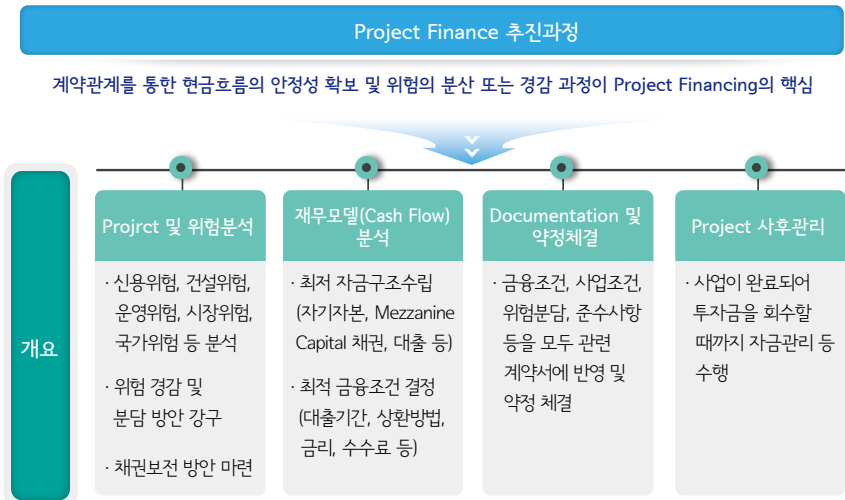 Project Finance 추진과정
계약관계를 통한 현금흐름의 안정성 확보 및 위험의 분산 또는 경감 과정이 Project Financing의 핵심
개요
Projrct 및 위험분석
· 신용위험, 건설위험,
운영위험, 시장위험,
국가위험 등 분석
· 위험 경감 및
분담 방안 강구
· 채권보전 방안 마련
재무모델(Cash Flow)
분석
· 최적 자금구조수립
(자기자본, Mezzanine
Capital 채권, 대출 등)
· 최적 금융조건 결정
(대출기간, 상환방법,
금리, 수수료 등)
Documentation 및
약정체결
· 금융조건, 사업조건,
위험분담, 준수사항
등을 모두 관련
계약서에 반영 및
약정 체결
Project 사후관리
· 사업이 완료되어
투자금을 회수할
때까지 자금관리 등
수행